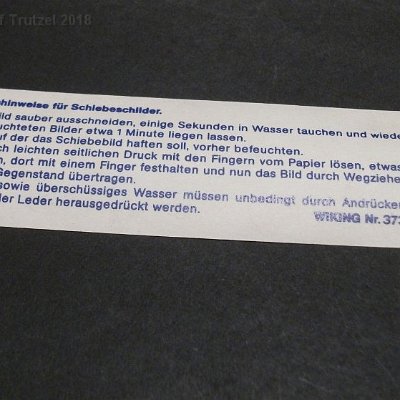 f Trutzel 2018
hinweise für Schiebeschilder.
ild sauber ausschneiden, einige Sekunden in Wasser tauchen und wiede
uchteten Bilder etwa 1 Minute liegen lassen.
uf der das Schiebebild haften soll, vorher befeuchten.
ch leichten seitlichen Druck mit den Fingern vom Papier lösen, etwas
n, dort mit einem Finger festhalten und nun das Bild durch Wegziehe
Gegenstand übertragen.
sowie überschüssiges Wasser müssen unbedingt durch Andrücken
der Leder herausgedrückt werden.
WIKING Nr. 373